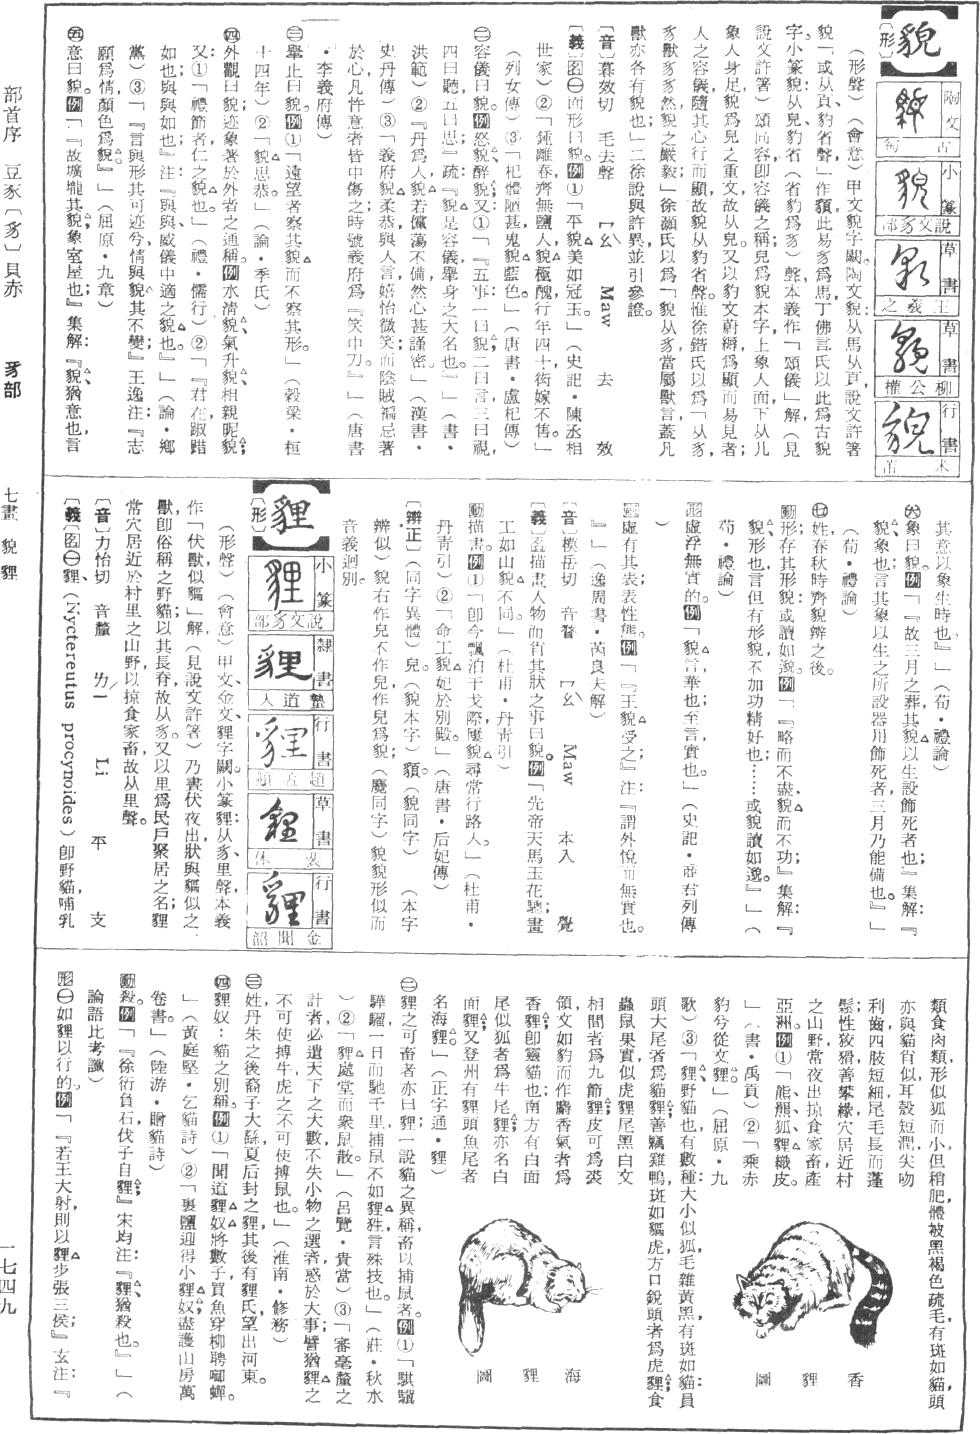 貌
〔形〕
陶文
古匋
小篆
說文皃部
草書
王羲之
草書
柳公權
行書
米芾
（形聲）（會意）甲文貌字闕陶文貌：从馬从頁說文許箸
貌「或从頁豹省聲」作䫉此易豸爲馬丁佛言氏以此爲古貌
字。小篆貌：从皃豹省（省豹爲豸）聲本義作「頌儀」解（見
說文許箸）頌同容卽容儀之稱；皃爲貌本字上象人面下从儿
象人身足貌爲皃之重文故从皃。又以豹文蔚縟爲顯而易見者；
人之容儀隨其心行而顯故貌从豹省聲。惟徐鍇氏以爲「从豸，
豸獸豸豸然貌之嚴毅」徐灝氏以爲「貌从豸當屬獸言蓋凡
獸亦各有貌也」二徐說與許異並引參證。
〔音〕暮效切 毛去聲 ㄇㄠˋ Maw 去 效
〔義〕名㊀面形曰貌。例①「平貌美如冠玉。」（史記・陳丞相
世家）②「鍾離春齊無鹽人貌極醜行年四十衒嫁不售。」
（列女傳）③「杞體陋甚鬼貌藍色。」（唐書・盧杞傳）
㊁容儀曰貌。例怒貌；醉貌；又①「『五事一曰貌二曰言三曰視，
四曰聽五曰思』疏：『貌是容儀舉身之大名也。』」（書・
洪範）②「丹爲人貌若儻蕩不備然心甚謹密。」（漢書・
史丹傳）③「義府貌柔恭與人言嬉怡微笑；而陰賊褊忌著
於心凡忤意者皆中傷之時號義府爲『笑中刀。』」（唐書
・李義府傳）
㊂舉止曰貌。例①「遠望者察其貌而不察其形。」（穀梁・桓
十四年）②「貌思恭。」（論・季氏）
㊃外觀曰貌；迹象著於外者之通稱。例水清貌；氣升貌；相親昵貌；
又①「禮節者仁之貌也。」（禮・儒行）②「『君在踧踖
如也；與與如也』注：『與與威儀中適之貌也。』」（論・鄉
黨）③「『言與形其可迹兮情與貌其不變』王逸注：『志
願爲情顏色爲貌。』」（屈原・九章）
㊄意曰貌。例「『故壙壠其貌象室屋也』集解：『貌猶意也言
其意以象生時也。』」（荀・禮論）
㊅象曰貌。例「『故三月之葬其貌以生設飾死者也』集解：『
貌象也；言其象以生之所設器用飾死者三月乃能備也。』」
（荀・禮論）
㊆姓春秋時齊貌辨之後。
動形；存其形貌；或讀如邈。例「『略而不盡貌而不功』集解：『
貌形也；言但有形貌不加功精好也；……或貌讀如邈。』」（
荀・禮論）
形虛浮無實的。例「貌言華也；至言實也。」（史記・商君列傳
）
副虛有其表表性態。例「『王貌受之』注：『謂外悅而無實也。
』」（逸周書・芮良夫解）
〔音〕模岳切 音眊 ㄇㄠˋ Maw 本入 覺
〔義〕名描畫人物而肖其狀之事曰貌。例「先帝天馬玉花驄畫
工如山貌不同。」（杜甫・丹青引）
動描畫。例①「卽今飄泊干戈際屢貌尋常行路人。」（杜甫・
丹青引）②「命工貌妃於別殿。」（唐書・后妃傳）
〔辨正〕（同字異體）皃。（貌本字）䫉。（貌同字）（本字
辨似）貌右作皃不作兒作兒爲貎；（麑同字）貌貎形似而
音義迥別。
貍
〔形〕
小篆
說文豸部
隸書
蟄道人
行書
趙孟頫
草書
裴休
行書
金聞韶
（形聲）（會意）甲文金文貍字闕。小篆貍：从豸里聲本義
作「伏獸似貙」解（見說文許箸）乃晝伏夜出狀與貙似之
獸卽俗稱之野貓以其長脊故从豸。又以里爲民戶聚居之名貍
常穴居近於村里之山野以掠食家畜故从里聲。
〔音〕力怡切 音釐 ㄌㄧˊ Li 平 支
〔義〕名㊀貍（Nyctereutus procynoides）卽野貓哺乳
類食肉類形似狐而小但稍肥體被黑褐色疏毛有斑如貓頭
亦與貓酋似耳殼短濶尖吻
利齒四肢短細尾毛長而蓬
鬆性狡猾善攀緣穴居近村
之山野常夜出掠食家畜產
亞洲。例①「熊羆狐貍織皮。
」（書・禹貢）②「乘赤
豹兮從文貍。」（屈原・九
歌）③「貍野貓也；有數種：大小似狐毛雜黃黑有斑如貓員
頭大尾者爲貓貍；善竊雞鴨斑如貙虎方口銳頭者爲虎貍；食
蟲鼠果實似虎貍尾黑白文
相間者爲九節貍皮可爲裘
領文如豹而作麝香氣者爲
香貍；卽靈貓也；南方有白面
尾似狐者爲牛尾貍；亦名白
面貍；又登州有貍頭魚尾者
名海貍。」（正字通・貍）
香貍圖
海貍圖
㊁貍之可畜者亦曰貍；一說貓之異稱；畜以捕鼠者。例①「騏驥
驊騮一日而馳千里捕鼠不如貍狌言殊技也。」（莊・秋水
）②「貍處堂而衆鼠散。」（呂覽・貴當）③「審毫釐之
計者必遺天下之大數不失小物之選者惑於大事譬猶貍之
不可使搏牛虎之不可使搏鼠也。」（淮南・修務）
㊂姓丹朱之後裔子大繇夏后封之貍其後有貍氏望出河東。
㊃貍奴：貓之別稱。例①「聞道貍奴將數子買魚穿柳聘啣蟬。
」（黃庭堅・乞貓詩）②「裹鹽迎得小貍奴盡護山房萬
卷書。」（陸游・贈貓詩）
動殺。例「『徐衍負石伐子自貍』宋均注：『貍猶殺也。』」（
論語比考讖）
形㊀如貍以行的。例「『若王大射則以貍步張三侯』玄注：『
部首序 豆豕〔豸〕貝赤
豸部
七畫 貌貍
一七四九